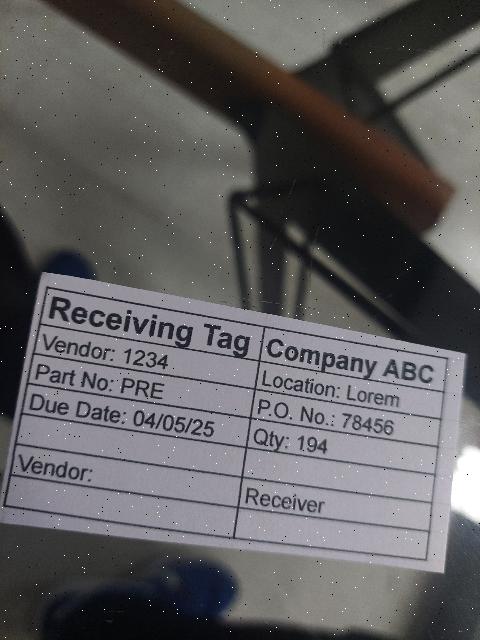 Receiving Tag
Company ABC
Vendor: 1234
Location: Lorem
Part No: PRE
P.O. No.: 78456
Due Date: 04/05/25
Qty: 194
Vendor:
Receiver